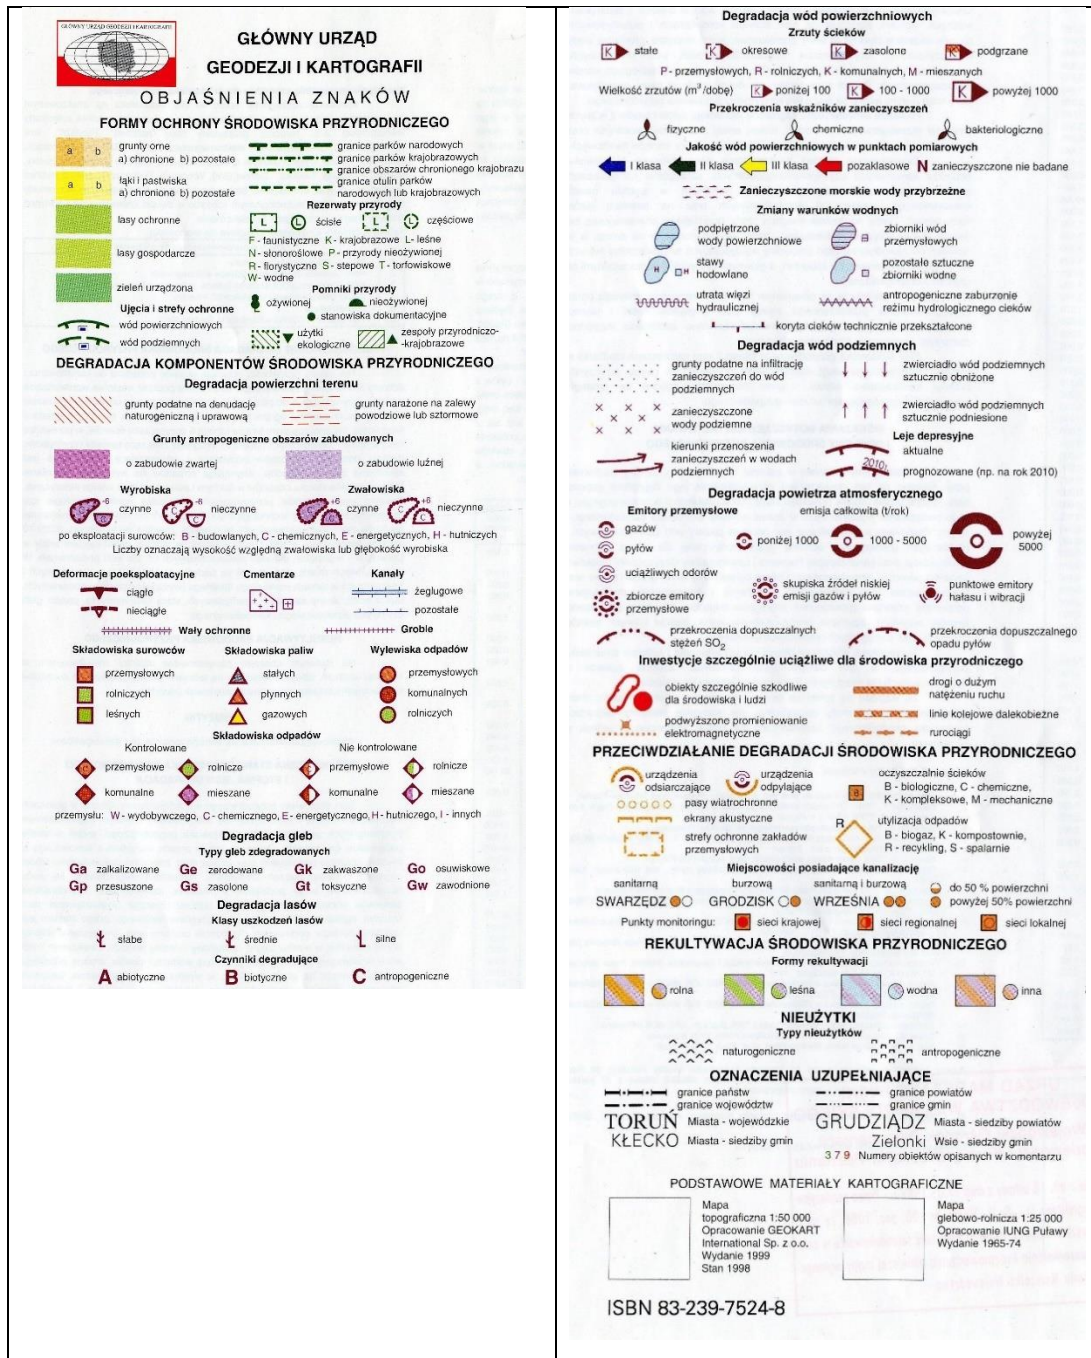 GŁÓWNY URZĄD GEODEZJI I KARTOGRAFII
GŁÓWNY URZĄD
GEODEZJI I KARTOGRAFII
OBJAŚNIENIA ZNAKÓW
FORMY OCHRONY ŚRODOWISKA PRZYRODNICZEGO
a b grunty orne
a) chronione b) pozostałe
a b łąki i pastwiska
a) chronione b) pozostałe
lasy ochronne
lasy gospodarcze
zieleń urządzona
Ujęcia i strefy ochronne
wód powierzchniowych
wód podziemnych
granice parków narodowych
granice parków krajobrazowych
granice obszarów chronionego krajobrazu
granice otulin parków
narodowych lub krajobrazowych
Rezerwaty przyrody
L L ścisłe L L częściowe
F - faunistyczne K - krajobrazowe L - leśne
N - słonoroślowe P - przyrody nieożywionej
R - florystyczne S - stepowe T - torfowiskowe
W - wodne
Pomniki przyrody
ożywionej nieożywionej
stanowiska dokumentacyjne
użytki
ekologiczne
zespoły przyrodniczo-
-krajobrazowe
DEGRADACJA KOMPONENTÓW ŚRODOWISKA PRZYRODNICZEGO
Degradacja powierzchni terenu
grunty podatne na denudację
naturogeniczną i uprawową
grunty narażone na zalewy
powodziowe lub sztormowe
Grunty antropogeniczne obszarów zabudowanych
o zabudowie zwartej o zabudowie luźnej
Wyrobiska Zwałowiska
C -6 C czynne C -6 C nieczynne C +6 C czynne C +6 C nieczynne
po eksploatacji surowców: B - budowlanych, C - chemicznych, E - energetycznych, H - hutniczych
Liczby oznaczają wysokość względną zwałowiska lub głębokość wyrobiska
Deformacje poeksploatacyjne Cmentarze Kanały
ciągłe żeglugowe
nieciągłe pozostałe
Wały ochronne Groble
Składowiska surowców Składowiska paliw Wylewiska odpadów
przemysłowych stałych przemysłowych
rolniczych płynnych komunalnych
leśnych gazowych rolniczych
Składowiska odpadów
Kontrolowane Nie kontrolowane
C przemysłowe rolnicze przemysłowe rolnicze
komunalne mieszane komunalne mieszane
przemysłu: W - wydobywczego, C - chemicznego, E - energetycznego, H - hutniczego, I - innych
Degradacja gleb
Typy gleb zdegradowanych
Ga zalkalizowane Ge zerodowane Gk zakwaszone Go osuwiskowe
Gp przesuszone Gs zasolone Gt toksyczne Gw zawodnione
Degradacja lasów
Klasy uszkodzeń lasów
słabe średnie silne
Czynniki degradujące
A abiotyczne B biotyczne C antropogeniczne
Degradacja wód powierzchniowych
Zrzuty ścieków
K stałe K okresowe K zasolone K podgrzane
P - przemysłowych, R - rolniczych, K - komunalnych, M - mieszanych
Wielkość zrzutów (m³/dobę) K poniżej 100 K 100 - 1000 K powyżej 1000
Przekroczenia wskaźników zanieczyszczeń
fizyczne chemiczne bakteriologiczne
Jakość wód powierzchniowych w punktach pomiarowych
I klasa II klasa III klasa pozaklasowe N zanieczyszczone nie badane
Zanieczyszczone morskie wody przybrzeżne
Zmiany warunków wodnych
podpiętrzone
wody powierzchniowe
zbiorniki wód
przemysłowych
H H stawy
hodowlane
pozostałe sztuczne
zbiorniki wodne
utrata więzi
hydraulicznej
antropogeniczne zaburzenie
reżimu hydrologicznego cieków
koryta cieków technicznie przekształcone
Degradacja wód podziemnych
grunty podatne na infiltrację
zanieczyszczeń do wód
podziemnych
zwierciadło wód podziemnych
sztucznie obniżone
zanieczyszczone
wody podziemne
zwierciadło wód podziemnych
sztucznie podniesione
kierunki przenoszenia
zanieczyszczeń w wodach
podziemnych
Leje depresyjne
aktualne
2010 prognozowane (np. na rok 2010)
Degradacja powietrza atmosferycznego
Emitory przemysłowe emisja całkowita (t/rok)
gazów
pyłów
poniżej 1000 1000 - 5000 powyżej
5000
uciążliwych odorów
zbiorcze emitory
przemysłowe
skupiska źródeł niskiej
emisji gazów i pyłów
punktowe emitory
hałasu i wibracji
przekroczenia dopuszczalnych
stężeń SO₂
przekroczenia dopuszczalnego
opadu pyłów
Inwestycje szczególnie uciążliwe dla środowiska przyrodniczego
obiekty szczególnie szkodliwe
dla środowiska i ludzi
drogi o dużym
natężeniu ruchu
linie kolejowe dalekobieżne
podwyższone promieniowanie
elektromagnetyczne
rurociągi
PRZECIWDZIAŁANIE DEGRADACJI ŚRODOWISKA PRZYRODNICZEGO
urządzenia
odsiarczające
urządzenia
odpylające
pasy wiatrochronne
ekrany akustyczne
strefy ochronne zakładów
przemysłowych
B oczyszczalnie ścieków
B - biologiczne, C - chemiczne,
K - kompleksowe, M - mechaniczne
R utylizacja odpadów
B - biogaz, K - kompostownie,
R - recykling, S - spalarnie
Miejscowości posiadające kanalizację
sanitarną burzową sanitarną i burzową do 50 % powierzchni
SWARZĘDZ GRODZISK WRZEŚNIA powyżej 50% powierzchni
Punkty monitoringu: sieci krajowej sieci regionalnej sieci lokalnej
REKULTYWACJA ŚRODOWISKA PRZYRODNICZEGO
Formy rekultywacji
rolna leśna wodna inna
NIEUŻYTKI
Typy nieużytków
naturogeniczne antropogeniczne
OZNACZENIA UZUPEŁNIAJĄCE
granice państw granice powiatów
granice województw granice gmin
TORUŃ Miasta - wojewódzkie GRUDZIĄDZ Miasta - siedziby powiatów
KŁECKO Miasta - siedziby gmin Zielonki Wsie - siedziby gmin
3 7 9 Numery obiektów opisanych w komentarzu
PODSTAWOWE MATERIAŁY KARTOGRAFICZNE
Mapa
topograficzna 1:50 000
Opracowanie GEOKART
International Sp. z o.o.
Wydanie 1999
Stan 1998
Mapa
glebowo-rolnicza 1:25 000
Opracowanie IUNG Puławy
Wydanie 1965-74
ISBN 83-239-7524-8